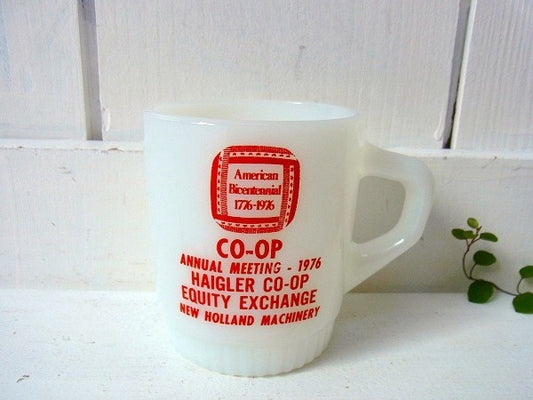 American
Bicentennial
1776-1976
CO-OP
ANNUAL MEETING - 1976
HAIGLER CO-OP
EQUITY EXCHANGE
NEW HOLLAND MACHINERY